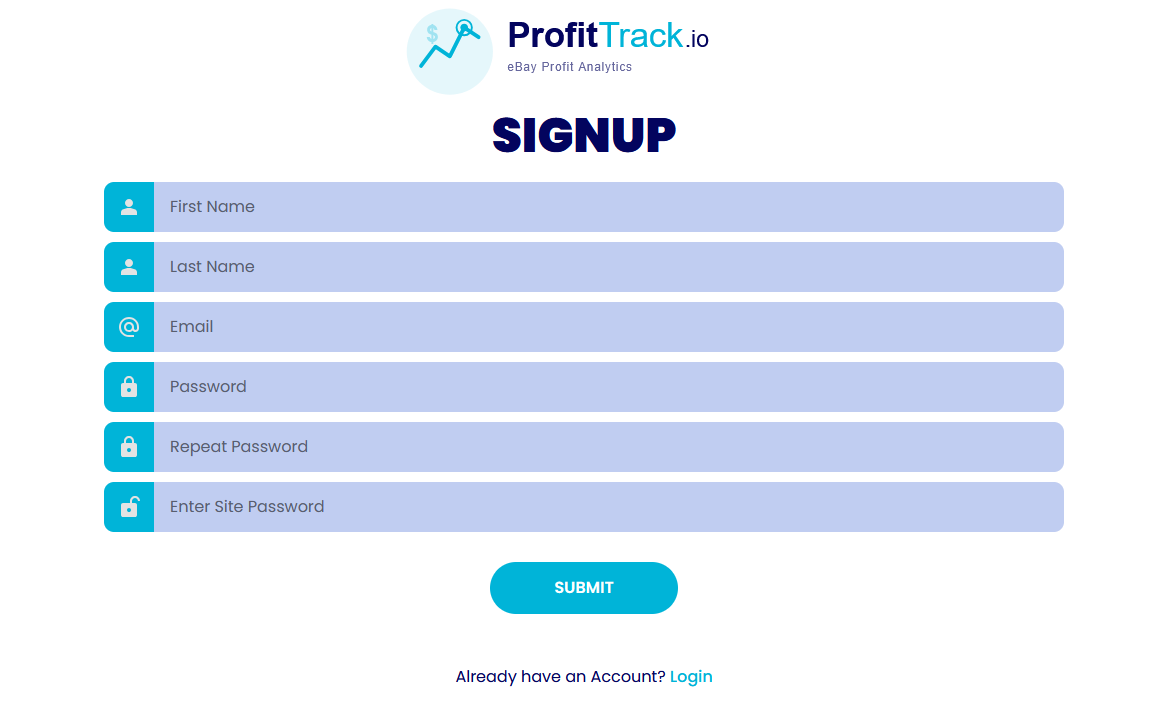 $
ProfitTrack.io
eBay Profit Analytics
SIGNUP
First Name
Last Name
Email
Password
Repeat Password
Enter Site Password
SUBMIT
Already have an Account? Login